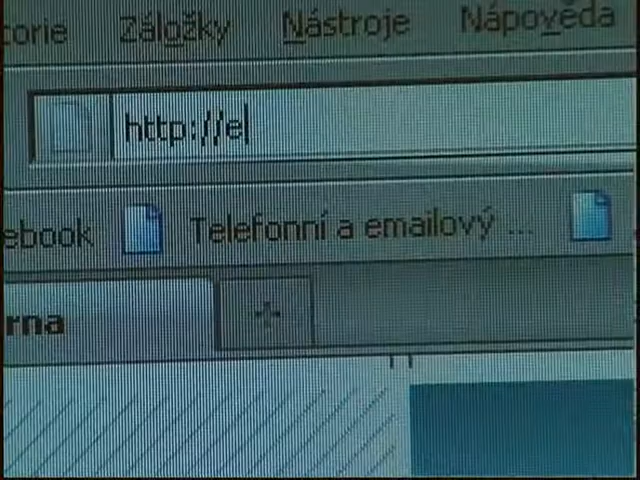 torie Záložky Nástroje Nápověda
http://e
ebook Telefonní a emailový ...
rna